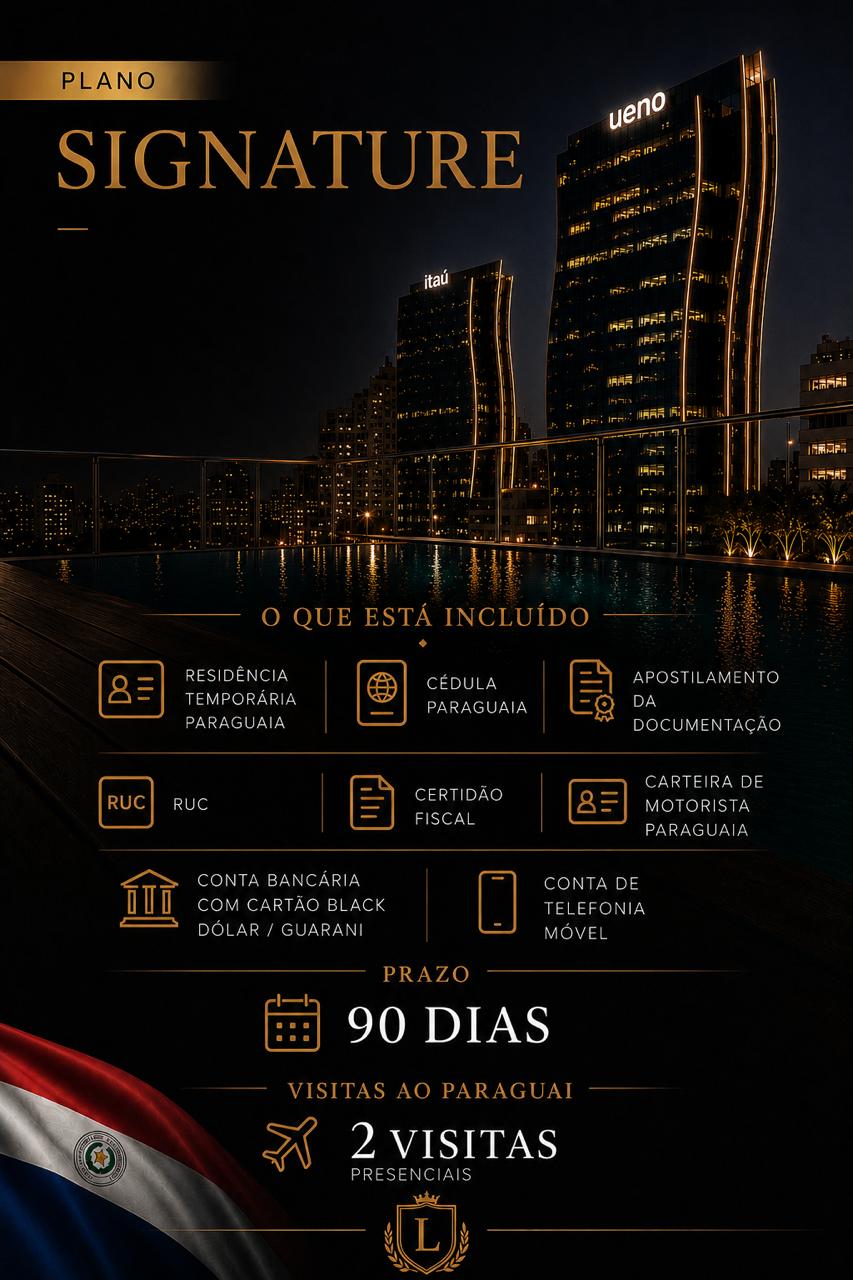 PLANO
SIGNATURE
ueno
itaú
O QUE ESTÁ INCLUÍDO
RESIDÊNCIA
TEMPORÁRIA
PARAGUAIA
CÉDULA
PARAGUAIA
APOSTILAMENTO
DA
DOCUMENTAÇÃO
RUC
RUC
CERTIDÃO
FISCAL
CARTEIRA DE
MOTORISTA
PARAGUAIA
CONTA BANCÁRIA
COM CARTÃO BLACK
DÓLAR / GUARANI
CONTA DE
TELEFONIA
MÓVEL
PRAZO
90 DIAS
VISITAS AO PARAGUAI
2 VISITAS
PRESENCIAIS
L